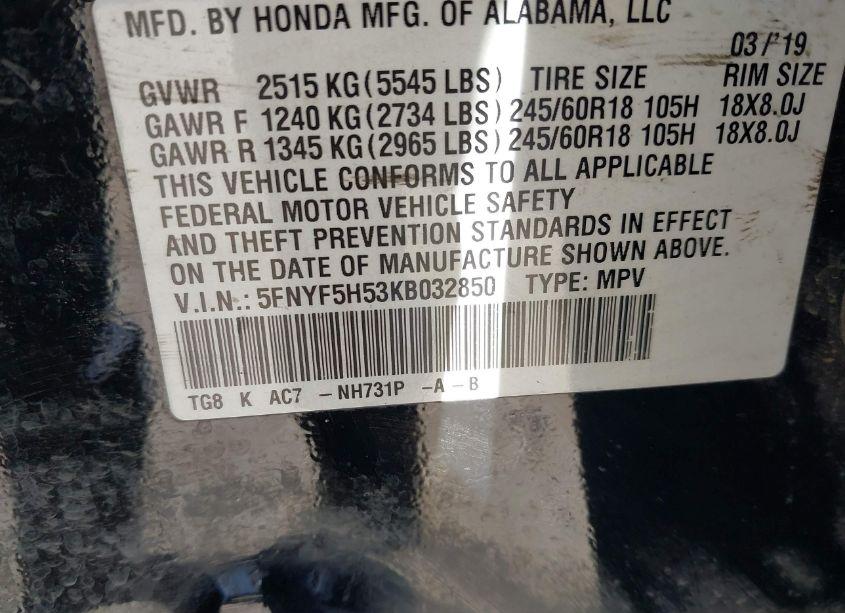 MFD. BY HONDA MFG. OF ALABAMA, LLC
03/'19
GVWR 2515 KG (5545 LBS) TIRE SIZE RIM SIZE
GAWR F 1240 KG (2734 LBS) 245/60R18 105H 18X8.0J
GAWR R 1345 KG (2965 LBS) 245/60R18 105H 18X8.0J
THIS VEHICLE CONFORMS TO ALL APPLICABLE
FEDERAL MOTOR VEHICLE SAFETY
AND THEFT PREVENTION STANDARDS IN EFFECT
ON THE DATE OF MANUFACTURE SHOWN ABOVE.
V.I.N.: 5FNYF5H53KB032850 TYPE: MPV
TG8 K AC7 - NH731P -A - B